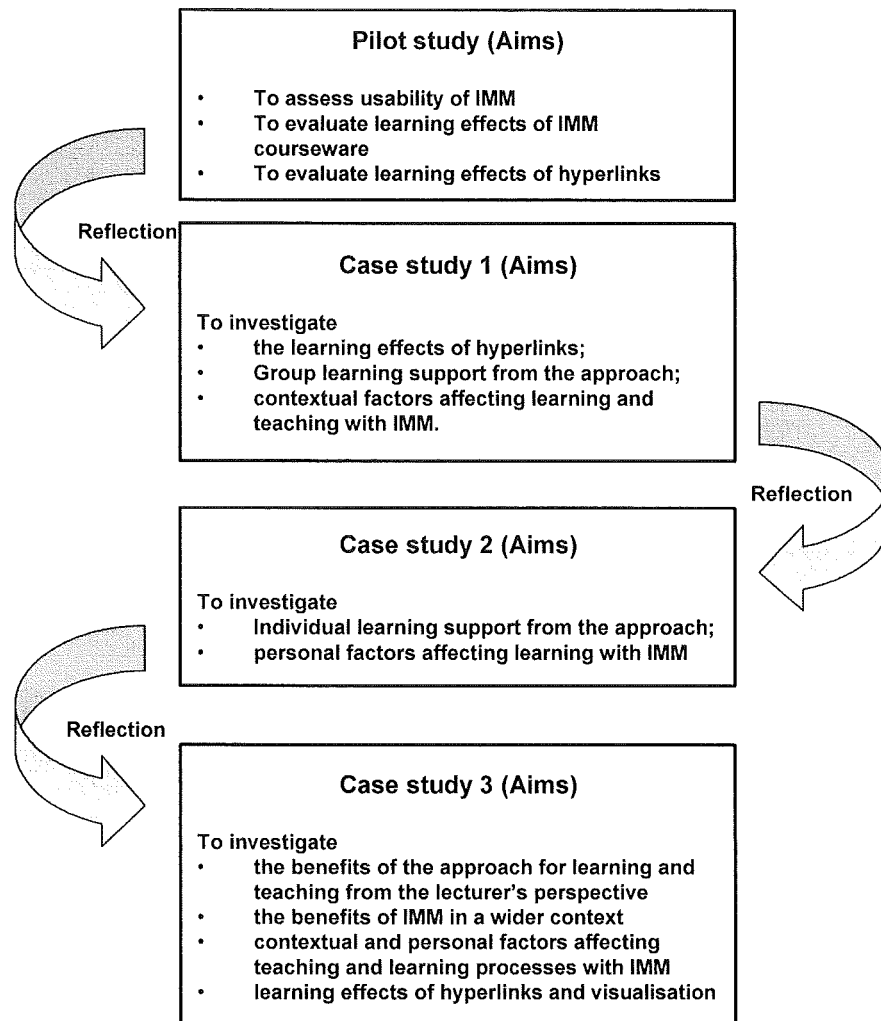 Pilot study (Aims)
• To assess usability of IMM
• To evaluate learning effects of IMM
courseware
• To evaluate learning effects of hyperlinks
Reflection
Case study 1 (Aims)
To investigate
• the learning effects of hyperlinks;
• Group learning support from the approach;
• contextual factors affecting learning and
teaching with IMM.
Reflection
Case study 2 (Aims)
To investigate
• Individual learning support from the approach;
• personal factors affecting learning with IMM
Reflection
Case study 3 (Aims)
To investigate
• the benefits of the approach for learning and
teaching from the lecturer's perspective
• the benefits of IMM in a wider context
• contextual and personal factors affecting
teaching and learning processes with IMM
• learning effects of hyperlinks and visualisation